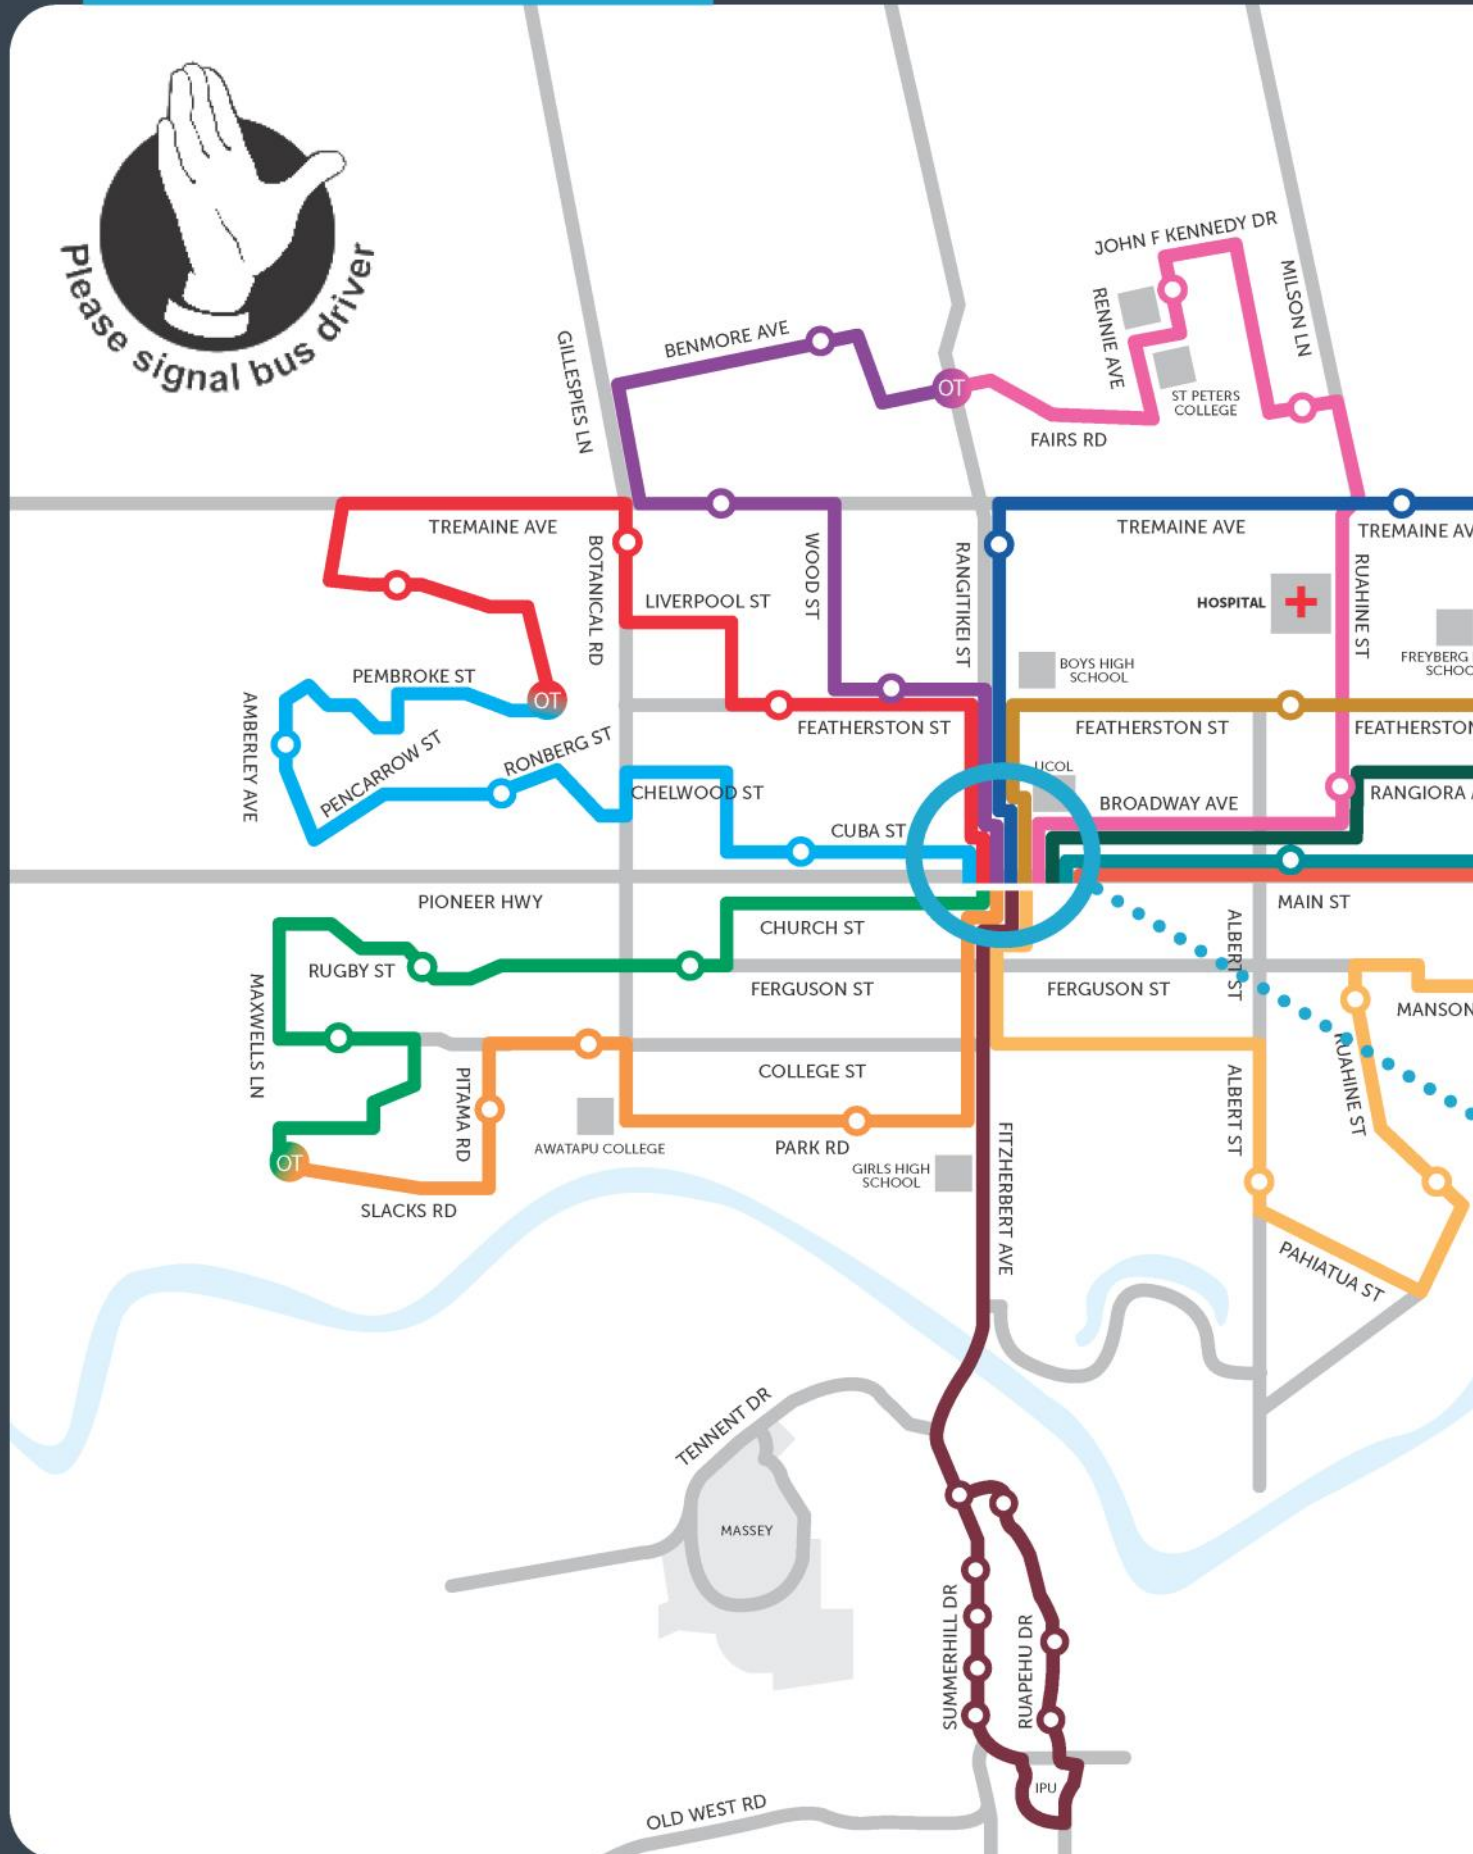 Please signal bus driver
JOHN F KENNEDY DR
MILSON LN
RENNIE AVE
GILLESPIES LN
BENMORE AVE
OT
ST PETERS
COLLEGE
FAIRS RD
TREMAINE AVE
TREMAINE AVE
TREMAINE AV
BOTANICAL RD
WOOD ST
RANGITIKEI ST
RUAHINE ST
LIVERPOOL ST
HOSPITAL
BOYS HIGH
SCHOOL
FREYBERG
SCHOO
PEMBROKE ST
OT
AMBERLEY AVE
FEATHERSTON ST
FEATHERSTON ST
FEATHERSTON
PENCARROW ST
RONBERG ST
UCOL
CHELWOOD ST
BROADWAY AVE
RANGIORA
CUBA ST
PIONEER HWY
MAIN ST
CHURCH ST
ALBERT ST
RUGBY ST
MAXWELLS LN
FERGUSON ST
FERGUSON ST
MANSON
RUAHINE ST
COLLEGE ST
PITAMA RD
ALBERT ST
AWATAPU COLLEGE
PARK RD
FITZHERBERT AVE
OT
GIRLS HIGH
SCHOOL
SLACKS RD
PAHIATUA ST
TENNENT DR
MASSEY
SUMMERHILL DR
RUAPEHU DR
IPU
OLD WEST RD